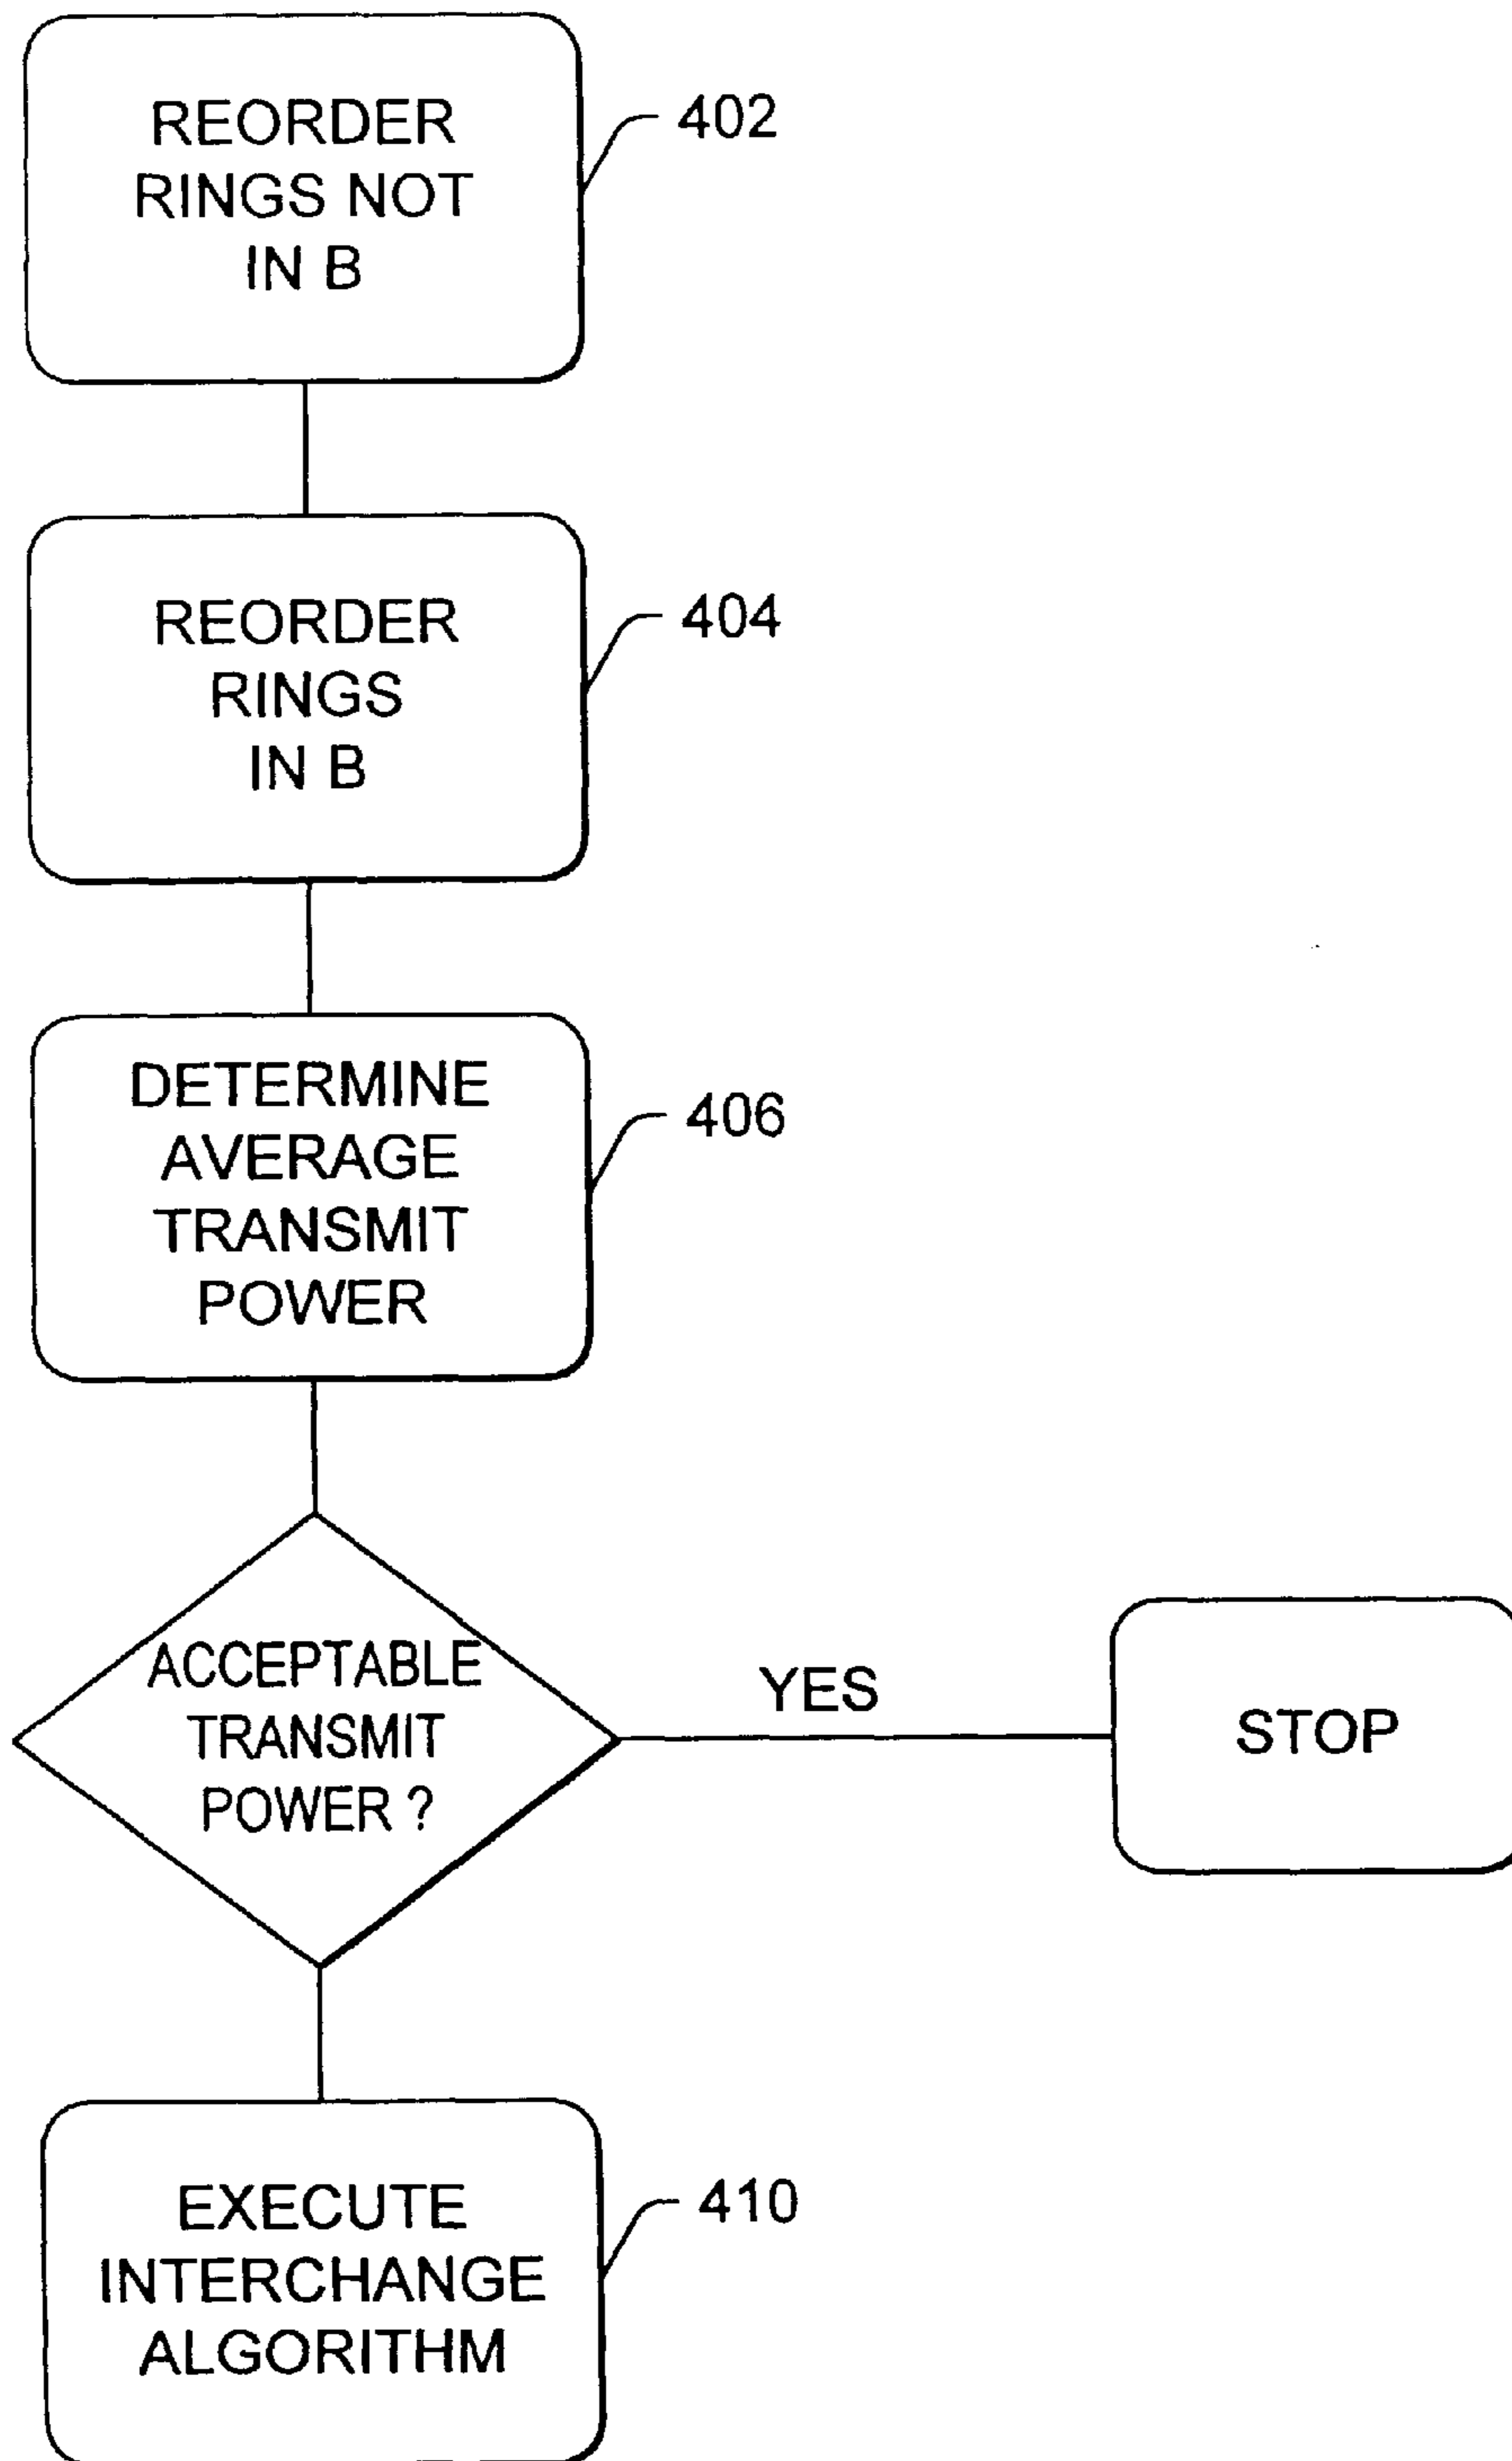 REORDER
RINGS NOT
IN B
402
REORDER
RINGS
IN B
404
DETERMINE
AVERAGE
TRANSMIT
POWER
406
ACCEPTABLE
TRANSMIT
POWER ?
YES
STOP
EXECUTE
INTERCHANGE
ALGORITHM
410